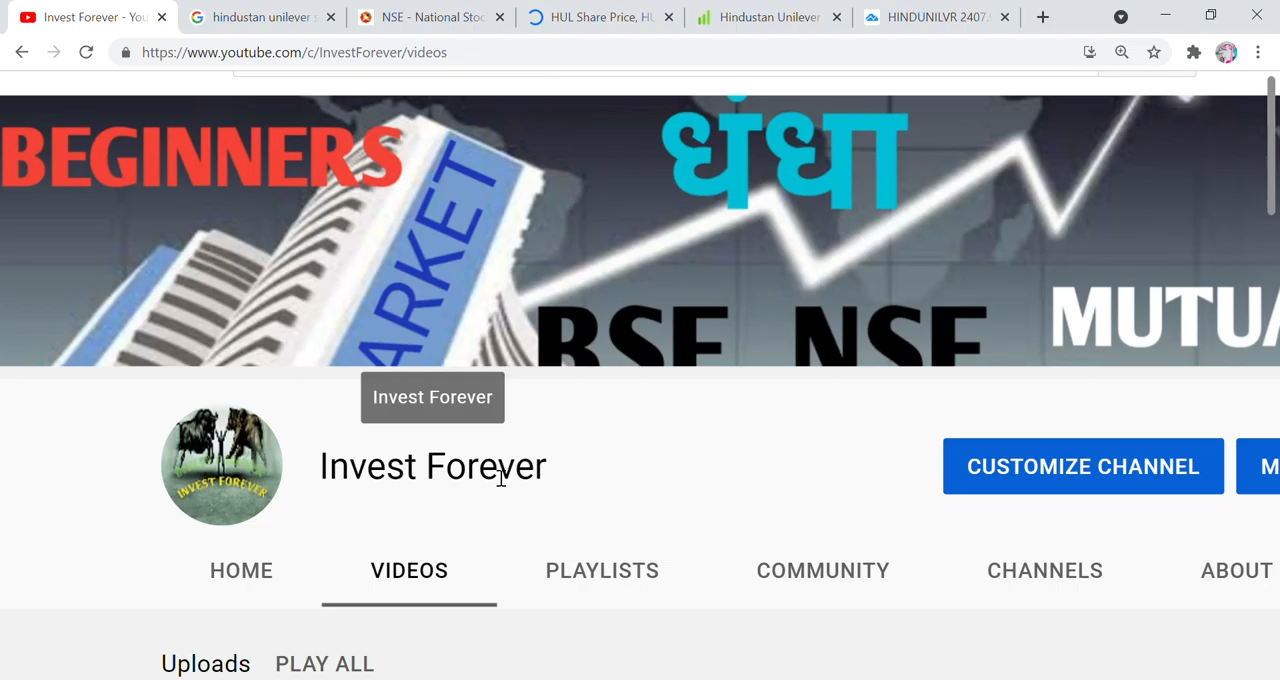 Invest Forever - You
hindustan unilever s
NSE - National Stoc
HUL Share Price, HU
Hindustan Unilever
HINDUNILVR 2407.
https://www.youtube.com/c/InvestForever/videos
BEGINNERS
MARKET
धंधा
BSE NSE
MUTUA
Invest Forever
INVEST FOREVER
Invest Forever
CUSTOMIZE CHANNEL
M
HOME VIDEOS PLAYLISTS COMMUNITY CHANNELS ABOUT
Uploads PLAY ALL